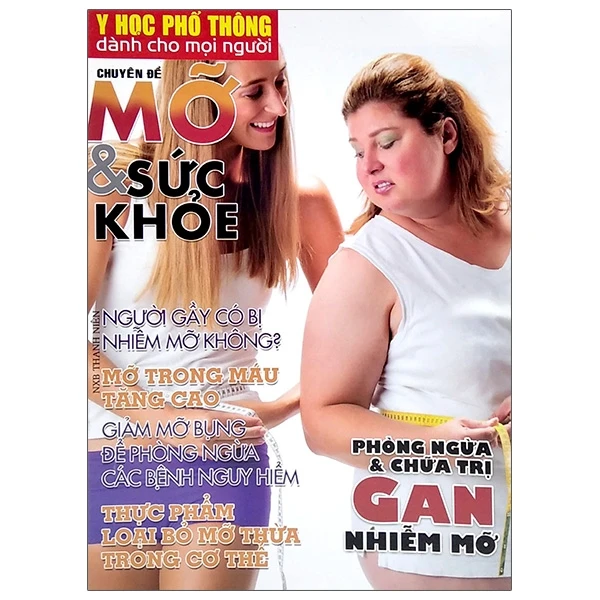 Y HỌC PHỔ THÔNG
dành cho mọi người
CHUYÊN ĐỀ
MỠ
& SỨC
KHỎE
NXB THANH NIÊN
NGƯỜI GẦY CÓ BỊ
NHIỄM MỠ KHÔNG?
MỠ TRONG MÁU
TĂNG CAO
GIẢM MỠ BỤNG
ĐỂ PHÒNG NGỪA
CÁC BỆNH NGUY HIỂM
THỰC PHẨM
LOẠI BỎ MỠ THỪA
TRONG CƠ THỂ
PHÒNG NGỪA
& CHỮA TRỊ
GAN
NHIỄM MỠ